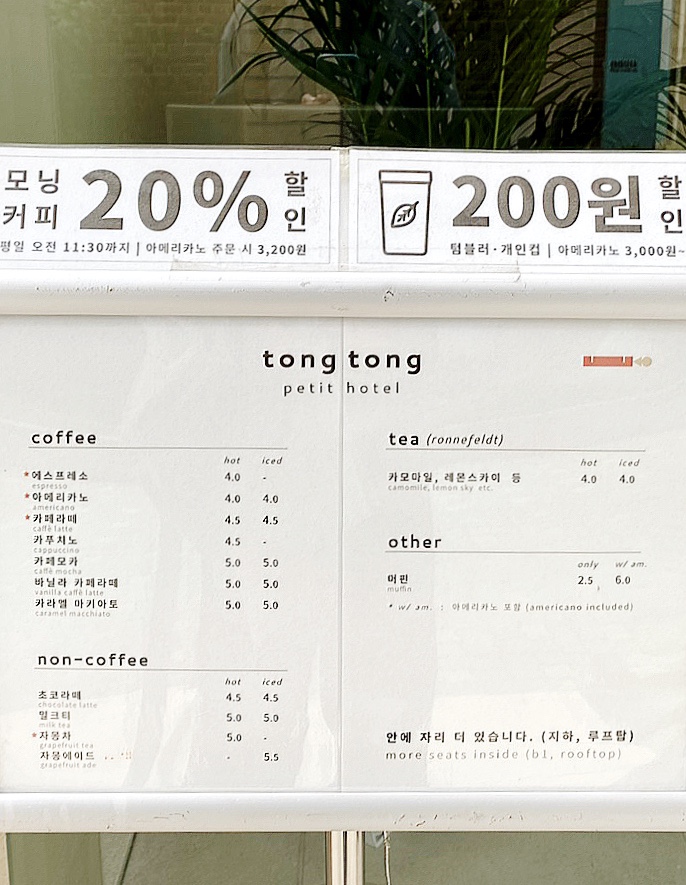 모닝 커피 20% 할인
평일 오전 11:30까지 | 아메리카노 주문 시 3,200원
200원 할인
텀블러·개인컵 | 아메리카노 3,000원~
tong tong
petit hotel
coffee
hot iced
*에스프레소 4.0 -
espresso
*아메리카노 4.0 4.0
americano
*카페라떼 4.5 4.5
caffè latte
카푸치노 4.5 -
cappuccino
카페모카 5.0 5.0
caffè mocha
바닐라 카페라떼 5.0 5.0
vanilla caffè latte
카라멜 마키아토 5.0 5.0
caramel macchiato
non-coffee
hot iced
초코라떼 4.5 4.5
chocolate latte
밀크티 5.0 5.0
milk tea
*자몽차 5.0 -
grapefruit tea
자몽에이드 - 5.5
grapefruit ade
tea (ronnefeldt)
hot iced
카모마일, 레몬스카이 등 4.0 4.0
camomile, lemon sky etc.
other
only w/ am.
머핀 2.5 6.0
muffin
* w/ am. : 아메리카노 포함 (americano included)
안에 자리 더 있습니다. (지하, 루프탑)
more seats inside (b1, rooftop)